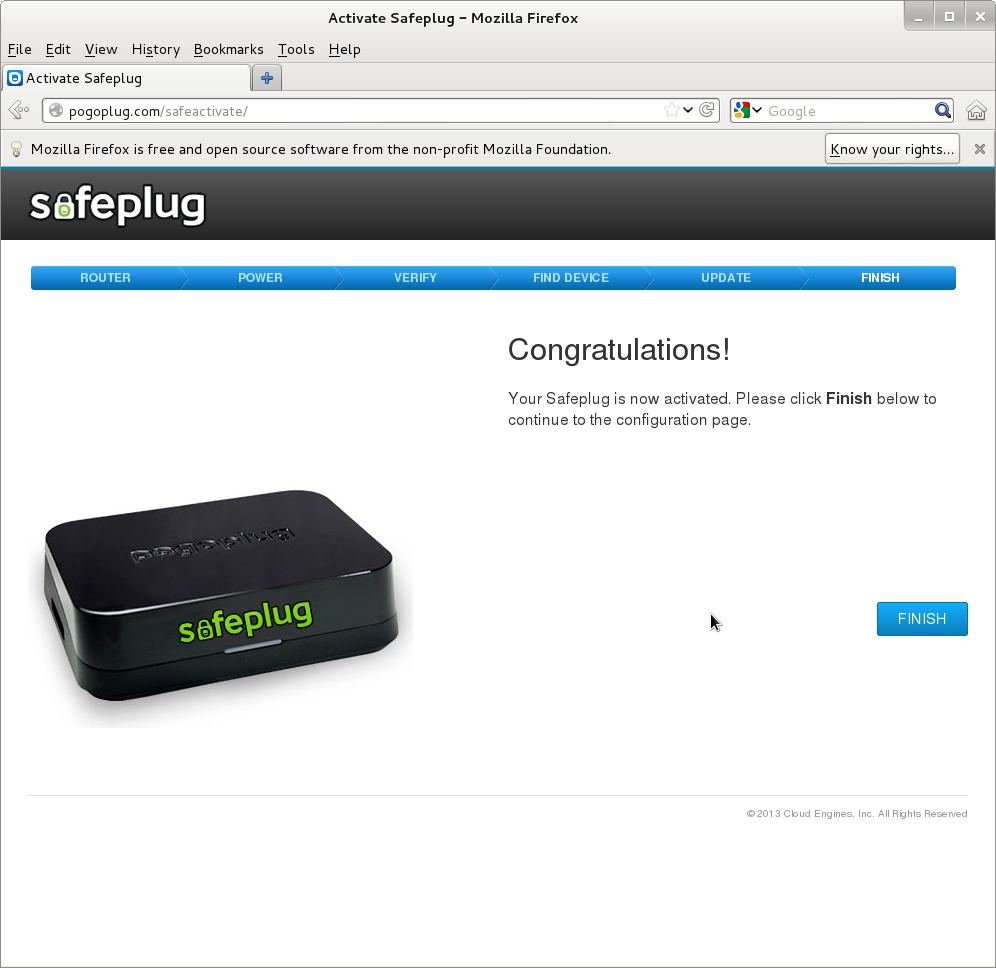 Activate Safeplug – Mozilla Firefox
File Edit View History Bookmarks Tools Help
Activate Safeplug
pogoplug.com/safeactivate/
Google
Mozilla Firefox is free and open source software from the non-profit Mozilla Foundation.
Know your rights...
safeplug
ROUTER POWER VERIFY FIND DEVICE UPDATE FINISH
Congratulations!
Your Safeplug is now activated. Please click Finish below to
continue to the configuration page.
pogoplug
safeplug
FINISH
© 2013 Cloud Engines, Inc. All Rights Reserved